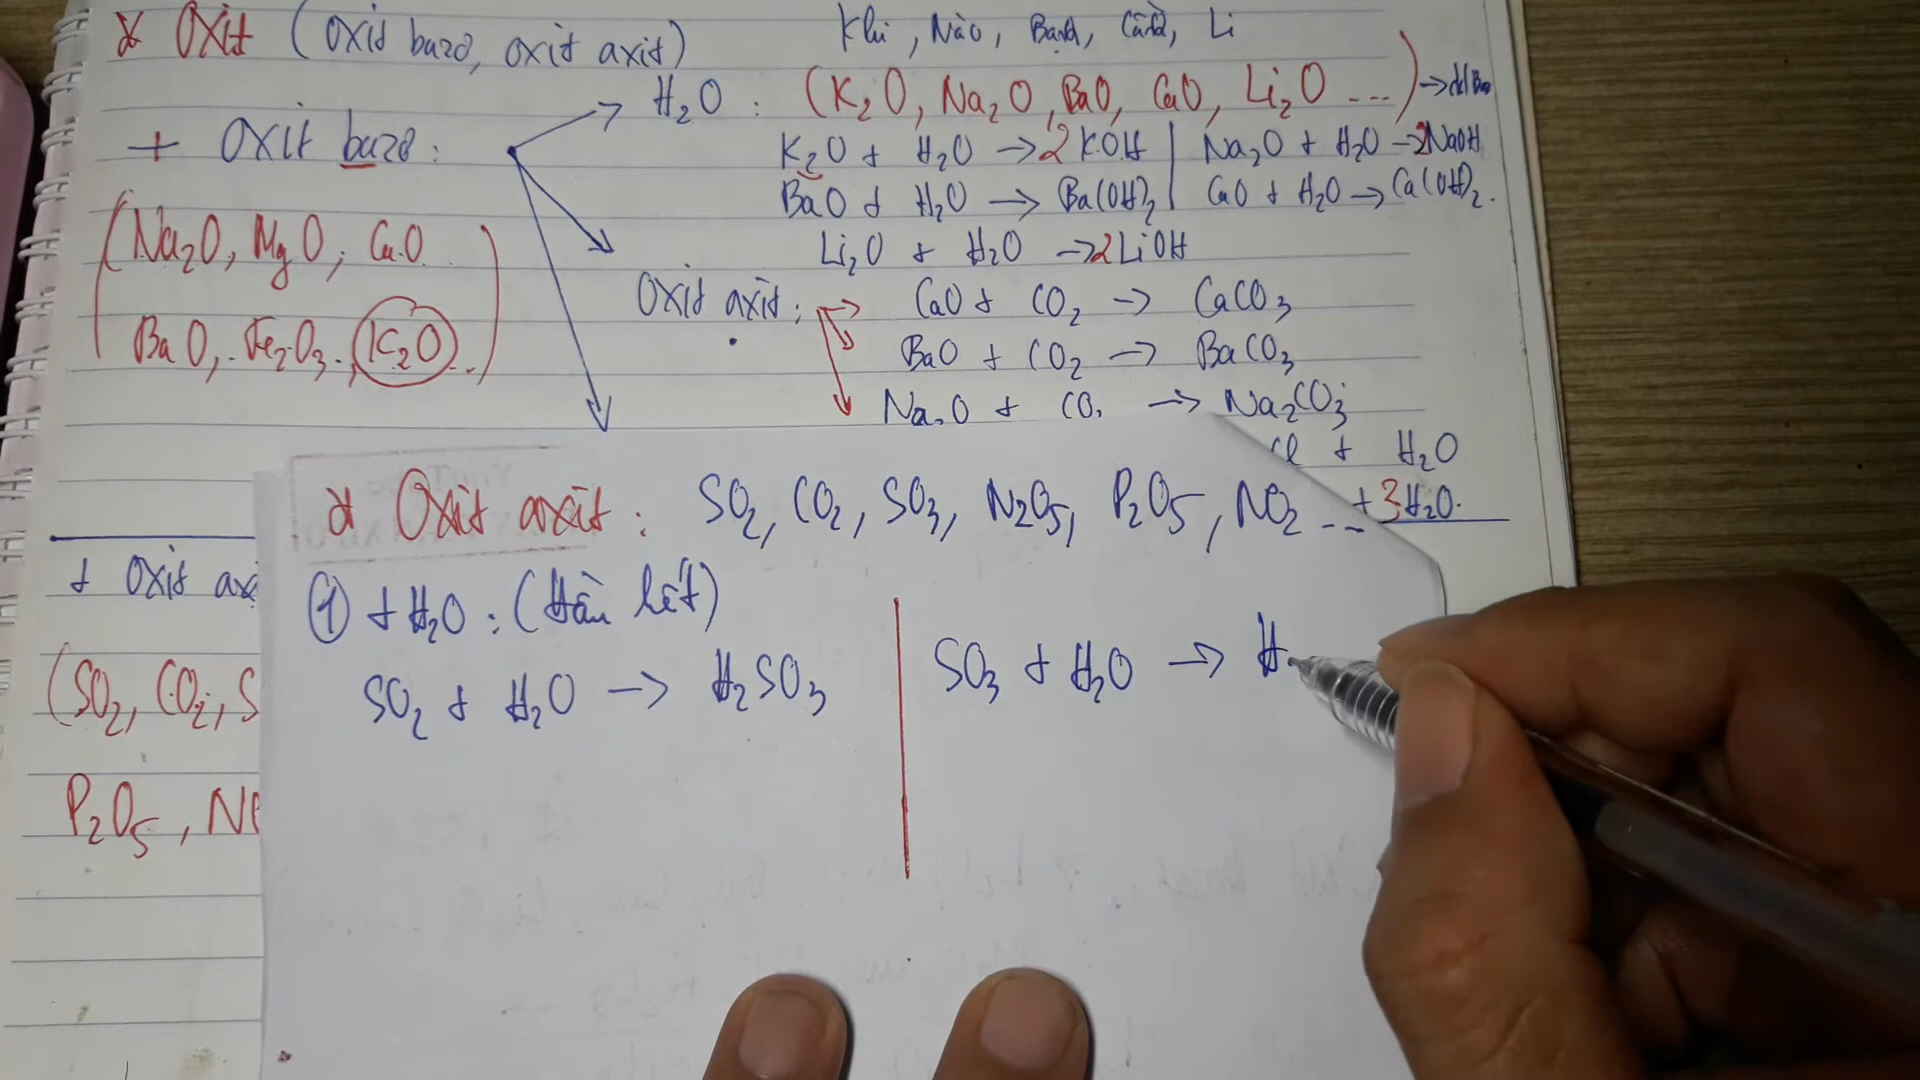 * Oxit (oxit bazơ, oxit axit)
Khi, Nào, Bạn, Cần, Li
+ Oxit bazơ:
→ H₂O : (K₂O, Na₂O, BaO, CaO, Li₂O ...) →
K₂O + H₂O → 2KOH | Na₂O + H₂O → 2NaOH
BaO + H₂O → Ba(OH)₂ | CaO + H₂O → Ca(OH)₂.
Li₂O + H₂O → 2LiOH
(Na₂O, MgO, CaO
BaO, Fe₂O₃, K₂O ...)
Oxit axit: → CaO + CO₂ → CaCO₃
BaO + CO₂ → BaCO₃
Na₂O + CO₂ → Na₂CO₃
+ H₂O
+ 3H₂O.
* Oxit axit: SO₂, CO₂, SO₃, N₂O₅, P₂O₅, NO₂ ...
① + H₂O : (Hầu hết)
SO₂ + H₂O → H₂SO₃
SO₃ + H₂O → H
+ Oxit ax
(SO₂, CO₂, S
P₂O₅, N